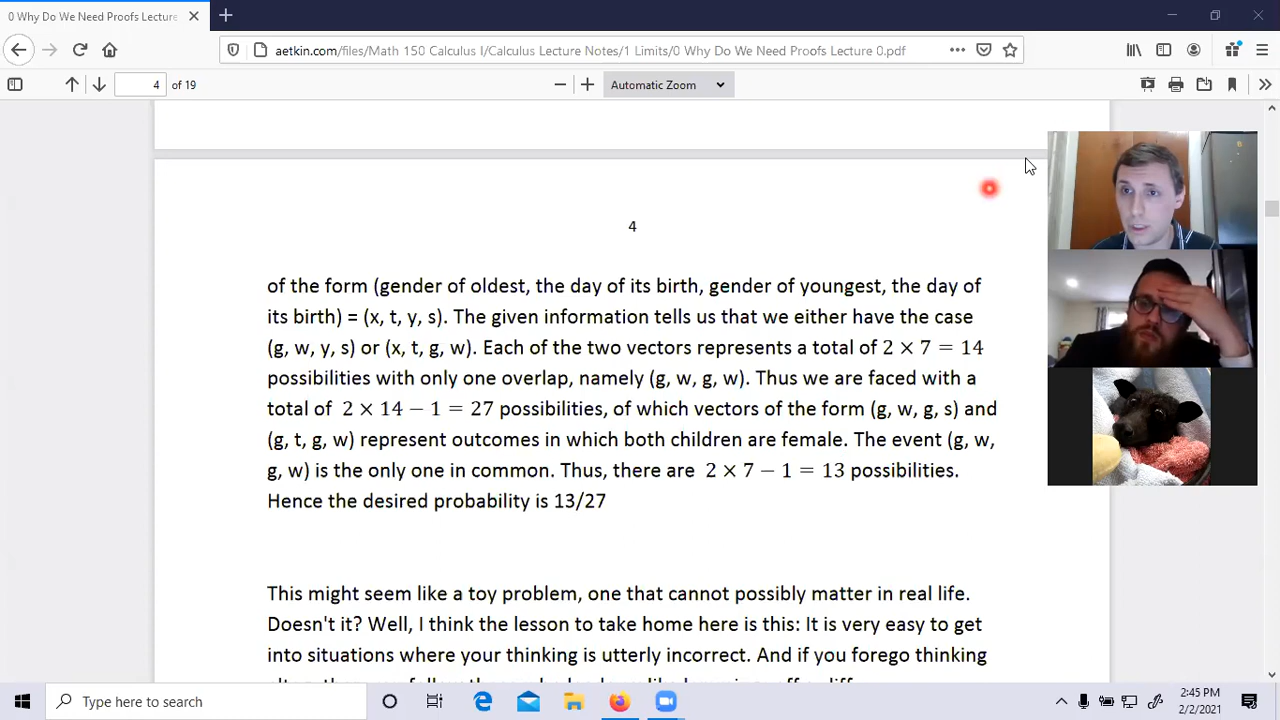 0 Why Do We Need Proofs Lecture
aetkin.com/files/Math 150 Calculus I/Calculus Lecture Notes/1 Limits/0 Why Do We Need Proofs Lecture 0.pdf
4 of 19
Automatic Zoom
4
of the form (gender of oldest, the day of its birth, gender of youngest, the day of
its birth) = (x, t, y, s). The given information tells us that we either have the case
(g, w, y, s) or (x, t, g, w). Each of the two vectors represents a total of 2 × 7 = 14
possibilities with only one overlap, namely (g, w, g, w). Thus we are faced with a
total of 2 × 14 − 1 = 27 possibilities, of which vectors of the form (g, w, g, s) and
(g, t, g, w) represent outcomes in which both children are female. The event (g, w,
g, w) is the only one in common. Thus, there are 2 × 7 − 1 = 13 possibilities.
Hence the desired probability is 13/27
This might seem like a toy problem, one that cannot possibly matter in real life.
Doesn't it? Well, I think the lesson to take home here is this: It is very easy to get
into situations where your thinking is utterly incorrect. And if you forego thinking
Type here to search
2:45 PM
2/2/2021